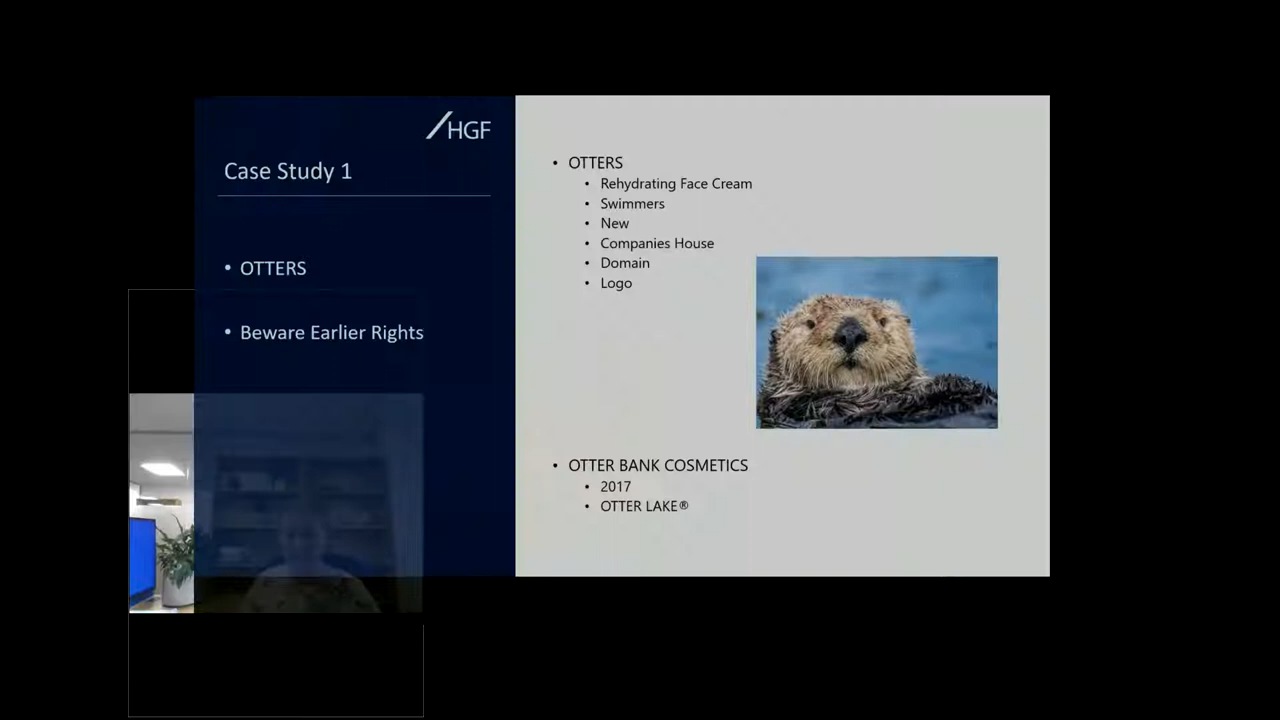 HGF
Case Study 1
• OTTERS
• Beware Earlier Rights
• OTTERS
• Rehydrating Face Cream
• Swimmers
• New
• Companies House
• Domain
• Logo
• OTTER BANK COSMETICS
• 2017
• OTTER LAKE®